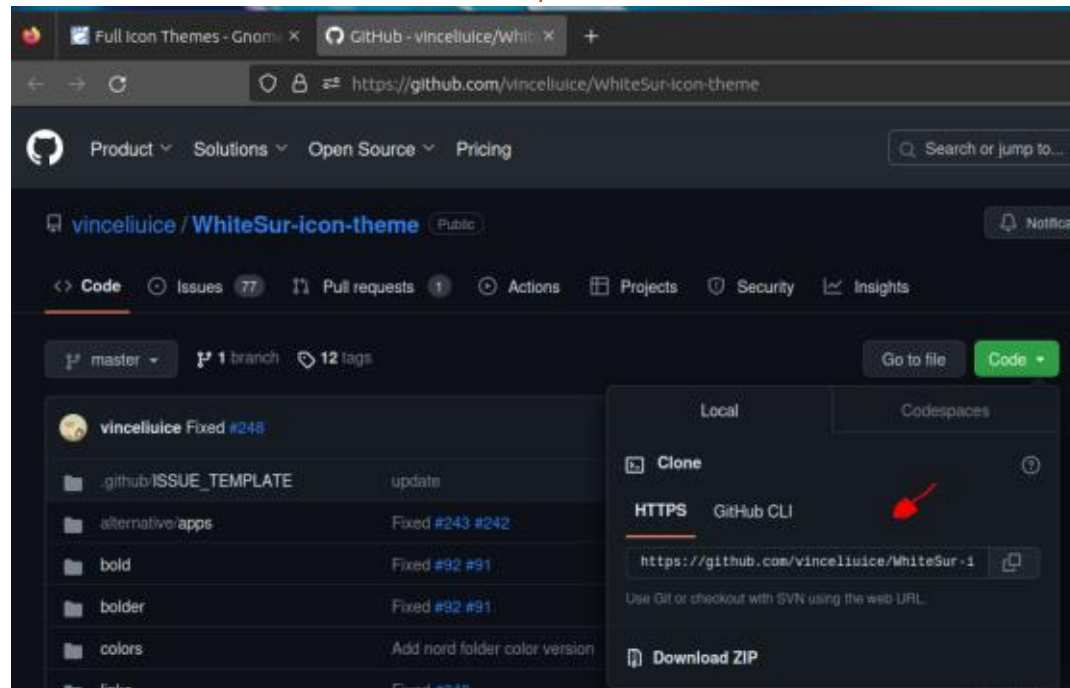 Full Icon Themes - Gnom
GitHub - vinceliuice/Whit
https://github.com/vinceliuice/WhiteSur-icon-theme
Product Solutions Open Source Pricing
Search or jump to...
vinceliuice / WhiteSur-icon-theme Public
Notifica
<> Code Issues 77 Pull requests 1 Actions Projects Security Insights
master 1 branch 12 tags Go to file Code
Local Codespaces
vinceliuice Fixed #248
Clone
.github/ISSUE_TEMPLATE update
HTTPS GitHub CLI
alternative/apps Fixed #243 #242
https://github.com/vinceliuice/WhiteSur-i
bold Fixed #92 #91
Use Git or checkout with SVN using the web URL.
bolder Fixed #92 #91
colors Add nord folder color version
Download ZIP